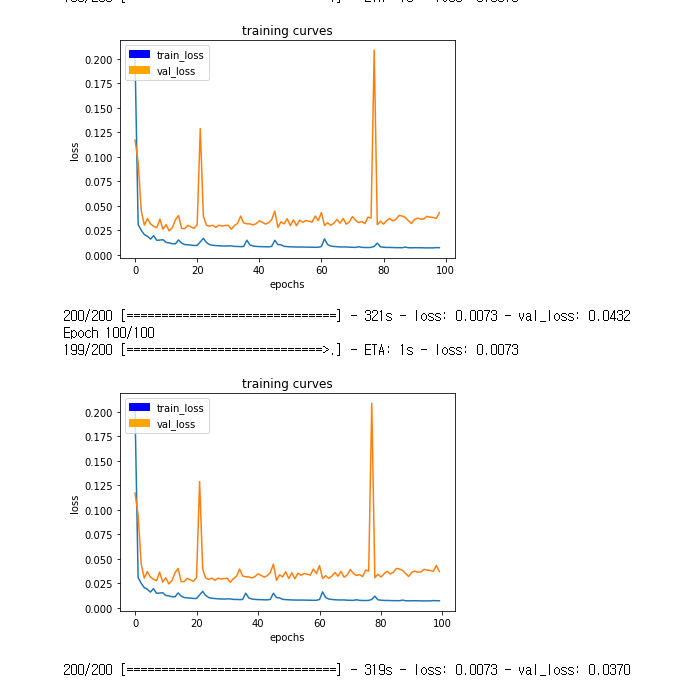 training curves
train_loss
val_loss
0.200
0.175
0.150
0.125
0.100
0.075
0.050
0.025
0.000
loss
0 20 40 60 80 100
epochs
200/200 [==============================] - 321s - loss: 0.0073 - val_loss: 0.0432
Epoch 100/100
199/200 [============================>.] - ETA: 1s - loss: 0.0073
training curves
train_loss
val_loss
0.200
0.175
0.150
0.125
0.100
0.075
0.050
0.025
0.000
loss
0 20 40 60 80 100
epochs
200/200 [==============================] - 319s - loss: 0.0073 - val_loss: 0.0370